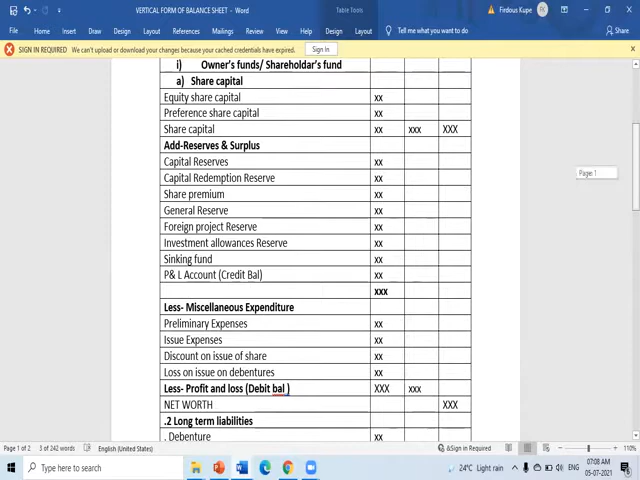 VERTICAL FORM OF BALANCE SHEET - Word
Table Tools
Firdous Kupe
FK
File Home Insert Draw Design Layout References Mailings Review View Help Design Layout Tell me what you do want to do Share
SIGN IN REQUIRED We can't upload or download your changes because your cached credentials have expired. Sign In
i) Owner's funds/ Shareholdar's fund
a) Share capital
Equity share capital xx
Preference share capital xx
Share capital xx xxx XXX
Add-Reserves & Surplus
Capital Reserves xx
Capital Redemption Reserve xx
Share premium xx
General Reserve xx
Foreign project Reserve xx
Investment allowances Reserve xx
Sinking fund xx
P& L Account (Credit Bal) xx
xxx
Less- Miscellaneous Expenditure
Preliminary Expenses xx
Issue Expenses xx
Discount on issue of share xx
Loss on issue on debentures xx
Less- Profit and loss (Debit bal ) XXX xxx
NET WORTH XXX
.2 Long term liabilities
. Debenture xx
Page: 1
Page 1 of 2 3 of 242 words English (United States) Sign in Required 110%
Type here to search
24°C Light rain
ENG
07:08 AM
05-07-2021